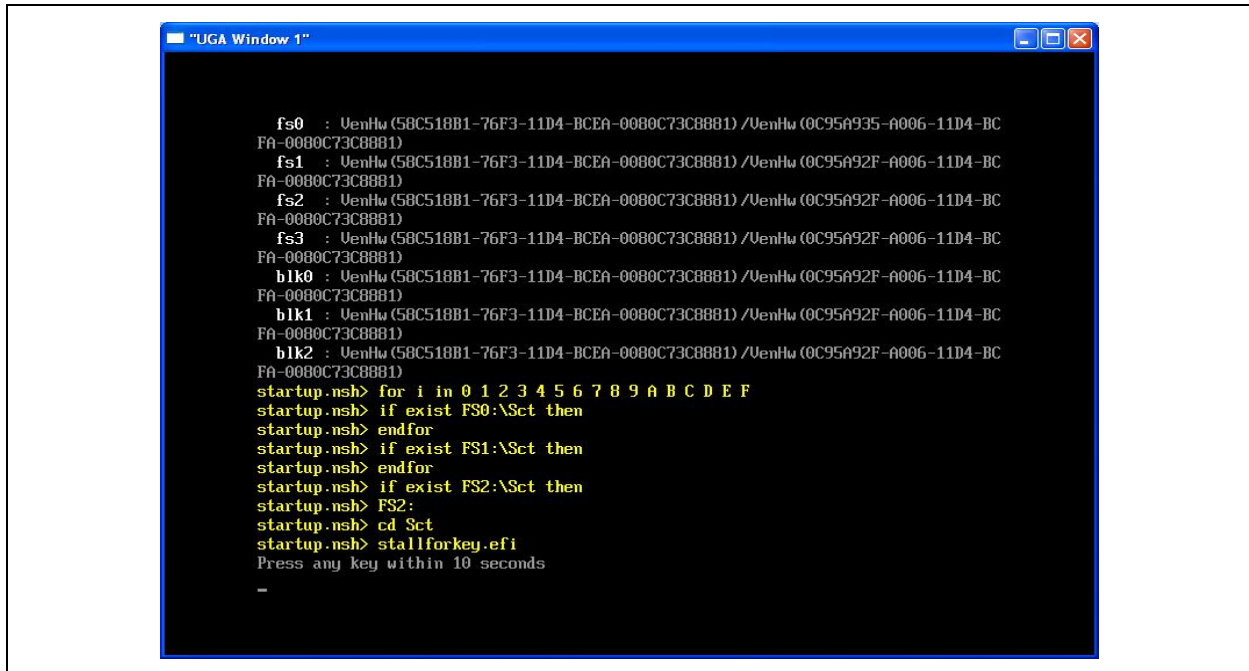 "UGA Window 1"
fs0 : VenHw(58C518B1-76F3-11D4-BCEA-0080C73C8881)/VenHw(0C95A935-A006-11D4-BC
FA-0080C73C8881)
fs1 : VenHw(58C518B1-76F3-11D4-BCEA-0080C73C8881)/VenHw(0C95A92F-A006-11D4-BC
FA-0080C73C8881)
fs2 : VenHw(58C518B1-76F3-11D4-BCEA-0080C73C8881)/VenHw(0C95A92F-A006-11D4-BC
FA-0080C73C8881)
fs3 : VenHw(58C518B1-76F3-11D4-BCEA-0080C73C8881)/VenHw(0C95A92F-A006-11D4-BC
FA-0080C73C8881)
blk0 : VenHw(58C518B1-76F3-11D4-BCEA-0080C73C8881)/VenHw(0C95A92F-A006-11D4-BC
FA-0080C73C8881)
blk1 : VenHw(58C518B1-76F3-11D4-BCEA-0080C73C8881)/VenHw(0C95A92F-A006-11D4-BC
FA-0080C73C8881)
blk2 : VenHw(58C518B1-76F3-11D4-BCEA-0080C73C8881)/VenHw(0C95A92F-A006-11D4-BC
FA-0080C73C8881)
startup.nsh> for i in 0 1 2 3 4 5 6 7 8 9 A B C D E F
startup.nsh> if exist FS0:\Sct then
startup.nsh> endfor
startup.nsh> if exist FS1:\Sct then
startup.nsh> endfor
startup.nsh> if exist FS2:\Sct then
startup.nsh> FS2:
startup.nsh> cd Sct
startup.nsh> stallforkey.efi
Press any key within 10 seconds
_